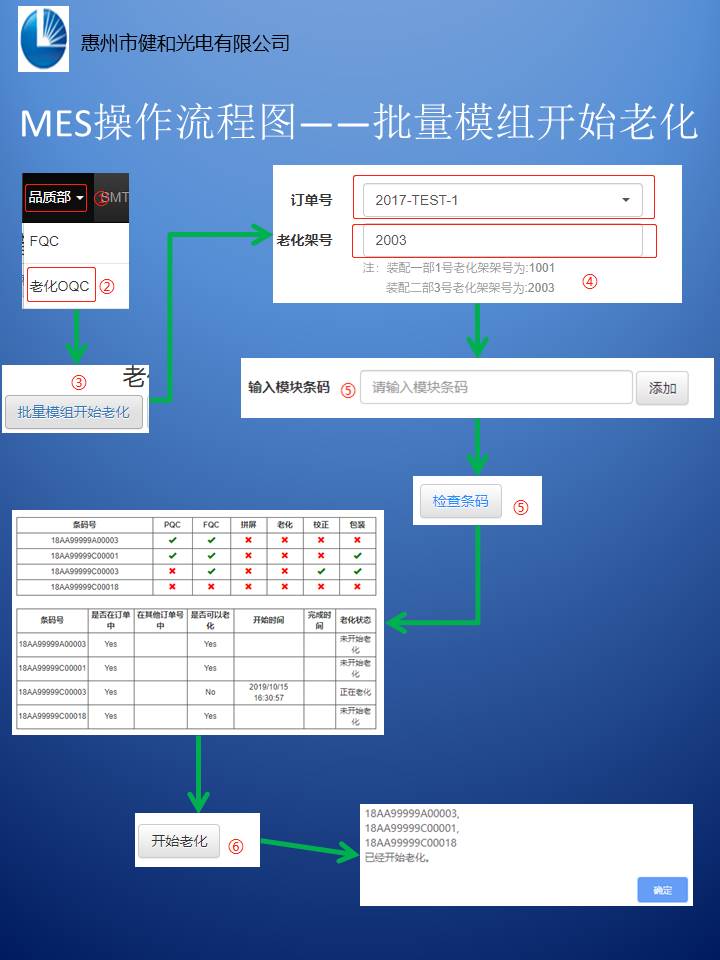 惠州市健和光电有限公司
MES操作流程图——批量模组开始老化
品质部 ① SMT
FQC
老化OQC ②
③
批量模组开始老化
订单号 2017-TEST-1
老化架号 2003
注：装配一部1号老化架架号为:1001
装配二部3号老化架架号为:2003
④
输入模块条码 ⑤ 请输入模块条码 添加
检查条码 ⑤
条码号 PQC FQC 拼屏 老化 校正 包装
18AA99999A00003 ✔ ✔ ✖ ✖ ✖ ✖
18AA99999C00001 ✔ ✔ ✖ ✖ ✖ ✔
18AA99999C00003 ✖ ✔ ✖ ✖ ✔ ✔
18AA99999C00018 ✖ ✖ ✖ ✖ ✖ ✖
条码号 是否在订单中 在其他订单号中 是否可以老化 开始时间 完成时间 老化状态
18AA99999A00003 Yes Yes 未开始老化
18AA99999C00001 Yes Yes 未开始老化
18AA99999C00003 Yes No 2019/10/15 16:30:57 正在老化
18AA99999C00018 Yes Yes 未开始老化
开始老化 ⑥
18AA99999A00003,
18AA99999C00001,
18AA99999C00018
已经开始老化。
确定